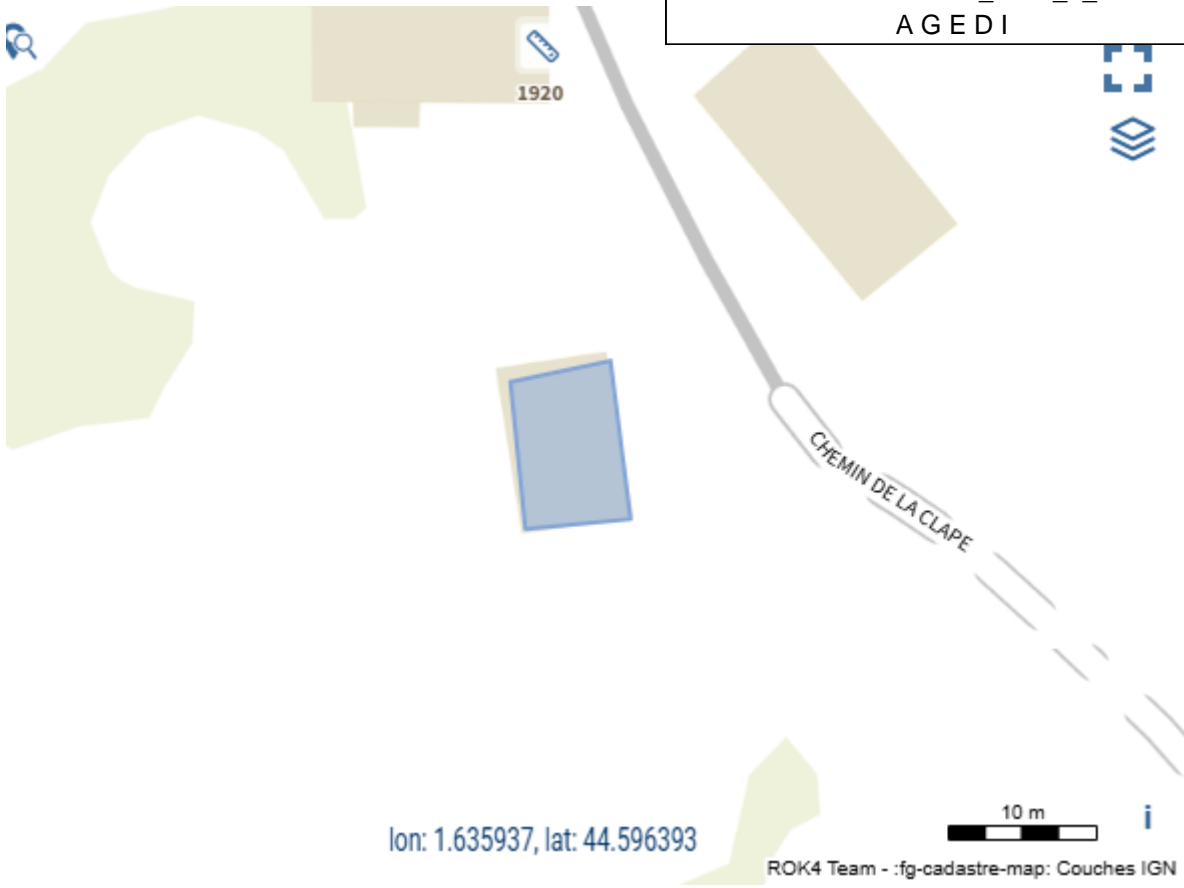 AGEDI
1920
CHEMIN DE LA CLAPE
10 m
i
lon: 1.635937, lat: 44.596393
ROK4 Team - :fg-cadastre-map: Couches IGN